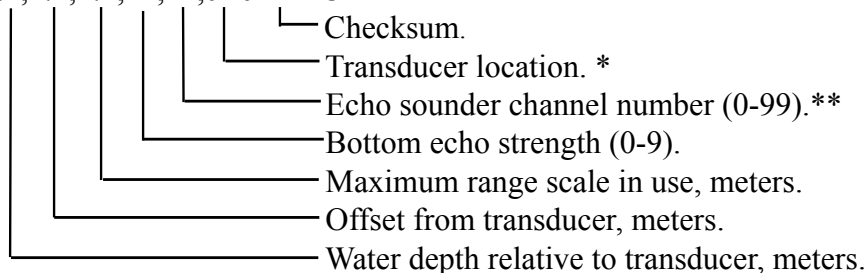 Checksum.
Transducer location. *
Echo sounder channel number (0-99).**
Bottom echo strength (0-9).
Maximum range scale in use, meters.
Offset from transducer, meters.
Water depth relative to transducer, meters.